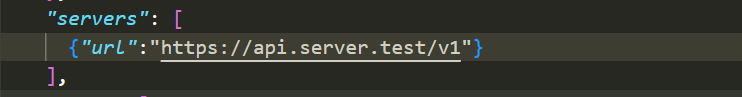 "servers": [
{"url":"https://api.server.test/v1"}
],